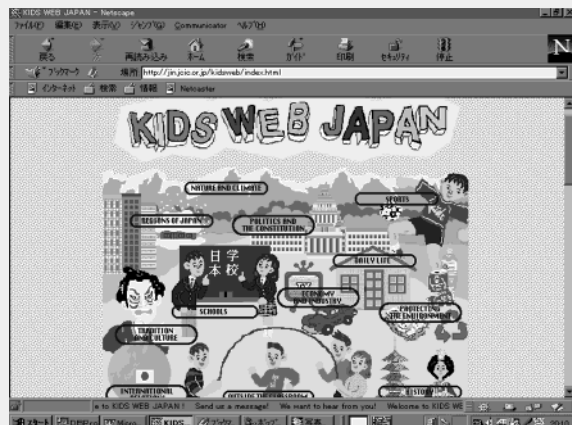 KIDS WEB JAPAN - Netscape
ファイル(F) 編集(E) 表示(V) ジャンプ(G) Communicator ヘルプ(H)
戻る 再読み込み ホーム 検索 ガイド 印刷 セキュリティ 停止
ブックマーク 場所 http://jin.jcic.or.jp/kidsweb/index.html
インターネット 検索 情報 Netcaster
KIDS WEB JAPAN
NATURE AND CLIMATE
SPORTS
REGIONS OF JAPAN
POLITICS AND
THE CONSTITUTION
日本
学校
DAILY LIFE
ECONOMY
AND INDUSTRY
SCHOOLS
PROTECTING
THE ENVIRONMENT
TRADITION
AND CULTURE
INTERNATIONAL
HISTORY
e to KIDS WEB JAPAN ! Send us a message! We want to hear from you! Welcome to KIDS WE
スタート KIDS